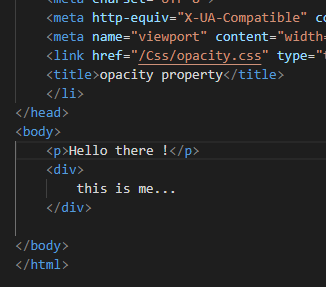 <meta charset="UTF-8">
<meta http-equiv="X-UA-Compatible" co
<meta name="viewport" content="width=
<link href="/Css/opacity.css" type="t
<title>opacity property</title>
</li>
</head>
<body>
<p>Hello there !</p>
<div>
this is me...
</div>
</body>
</html>